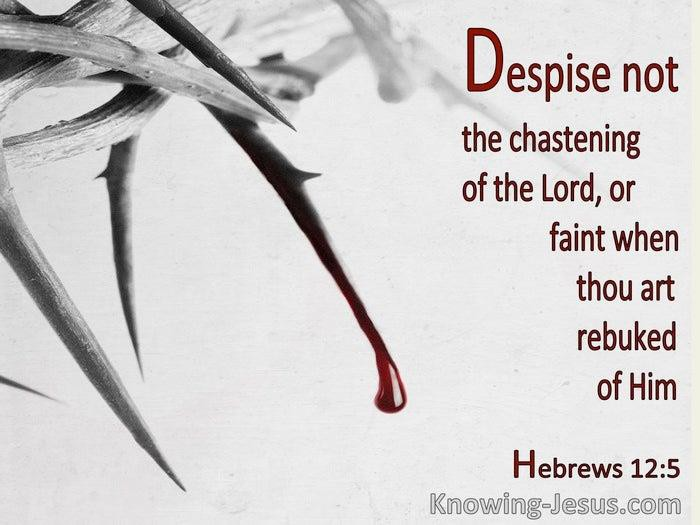 Despise not
the chastening
of the Lord, or
faint when
thou art
rebuked
of Him
Hebrews 12:5
Knowing-Jesus.com